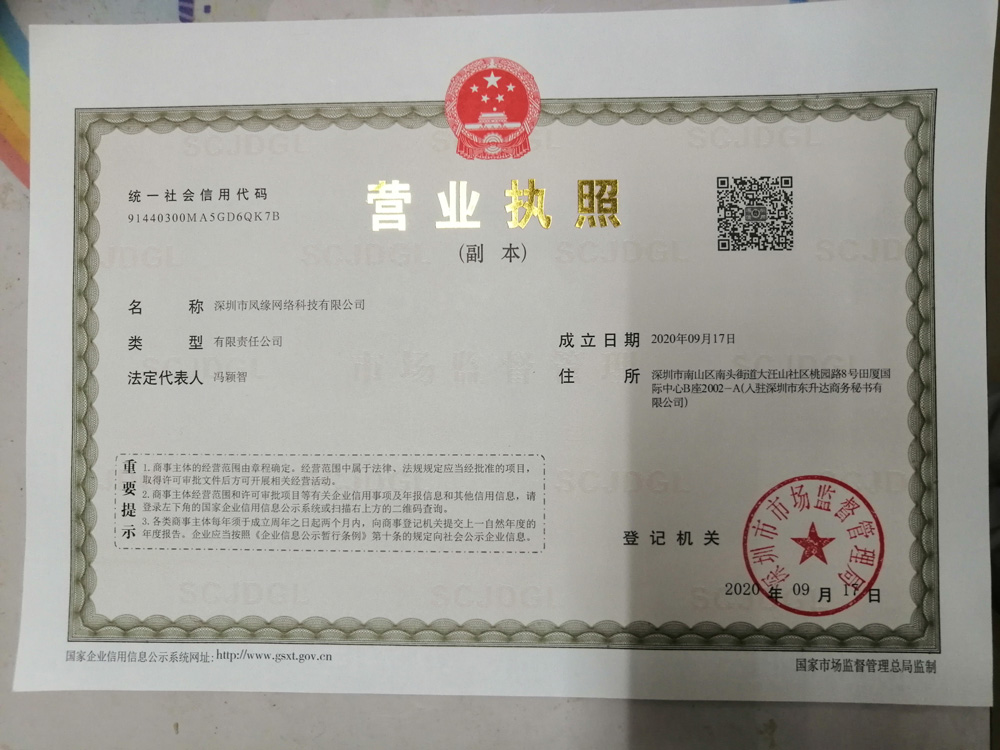 统一社会信用代码
91440300MA5GD6QK7B
营业执照
(副 本)
名 称 深圳市凤缘网络科技有限公司
类 型 有限责任公司
法定代表人 冯颖智
成立日期 2020年09月17日
住 所 深圳市南山区南头街道大汪山社区桃园路8号田厦国
际中心B座2002-A(入驻深圳市东升达商务秘书有
限公司)
重要提示
1.商事主体的经营范围由章程确定。经营范围中属于法律、法规规定应当经批准的项目，
取得许可审批文件后方可开展相关经营活动。
2.商事主体经营范围和许可审批项目等有关企业信用事项及年报信息和其他信用信息，请
登录左下角的国家企业信用信息公示系统或扫描右上方的二维码查询。
3.各类商事主体每年须于成立周年之日起两个月内，向商事登记机关提交上一自然年度的
年度报告。企业应当按照《企业信息公示暂行条例》第十条的规定向社会公示企业信息。
登记机关
深圳市市场监督管理局
2020 年 09 月 17 日
国家企业信用信息公示系统网址:http://www.gsxt.gov.cn
国家市场监督管理总局监制
SCJDGL
市场监督管理